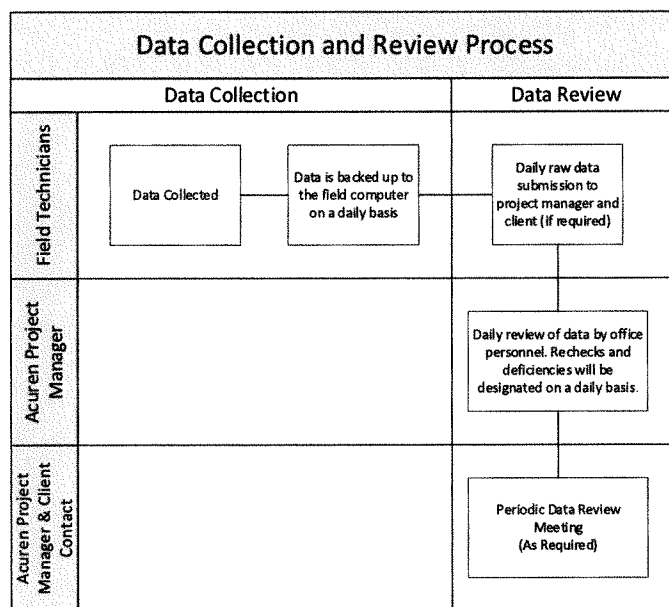 Data Collection and Review Process
Data Collection
Data Review
Field Technicians
Data Collected
Data is backed up to
the field computer
on a daily basis
Daily raw data
submission to
project manager and
client (if required)
Acuren Project
Manager
Daily review of data by office
personnel. Rechecks and
deficiencies will be
designated on a daily basis.
Acuren Project
Manager & Client
Contact
Periodic Data Review
Meeting
(As Required)